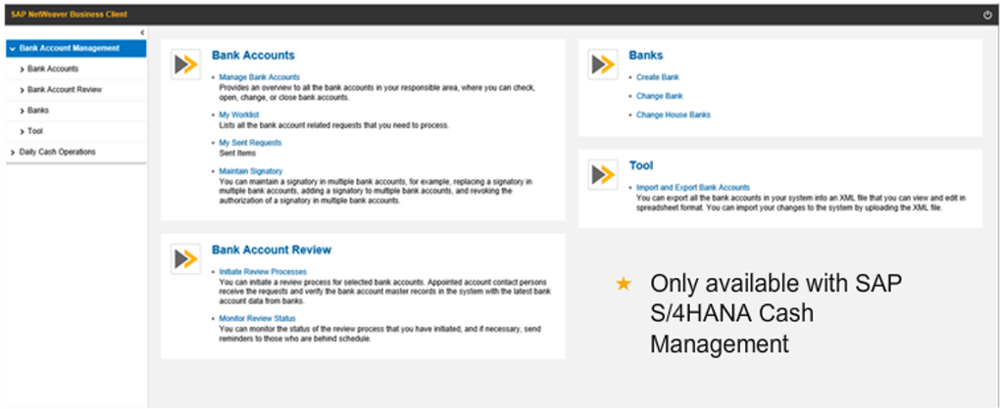 SAP NetWeaver Business Client
Bank Account Management
Bank Accounts
Bank Account Review
Banks
Tool
Daily Cash Operations
Bank Accounts
Manage Bank Accounts
Provides an overview to all the bank accounts in your responsible area, where you can check,
open, change, or close bank accounts.
My Worklist
Lists all the bank account related requests that you need to process.
My Sent Requests
Sent Items
Maintain Signatory
You can maintain a signatory in multiple bank accounts, for example, replacing a signatory in
multiple bank accounts, adding a signatory to multiple bank accounts, and revoking the
authorization of a signatory in multiple bank accounts.
Bank Account Review
Initiate Review Processes
You can initiate a review process for selected bank accounts. Appointed account contact persons
receive the requests and verify the bank account master records in the system with the latest bank
account data from banks.
Monitor Review Status
You can monitor the status of the review process that you have initiated, and if necessary, send
reminders to those who are behind schedule.
Banks
Create Bank
Change Bank
Change House Banks
Tool
Import and Export Bank Accounts
You can export all the bank accounts in your system into an XML file that you can view and edit in
spreadsheet format. You can import your changes to the system by uploading the XML file.
Only available with SAP
S/4HANA Cash
Management